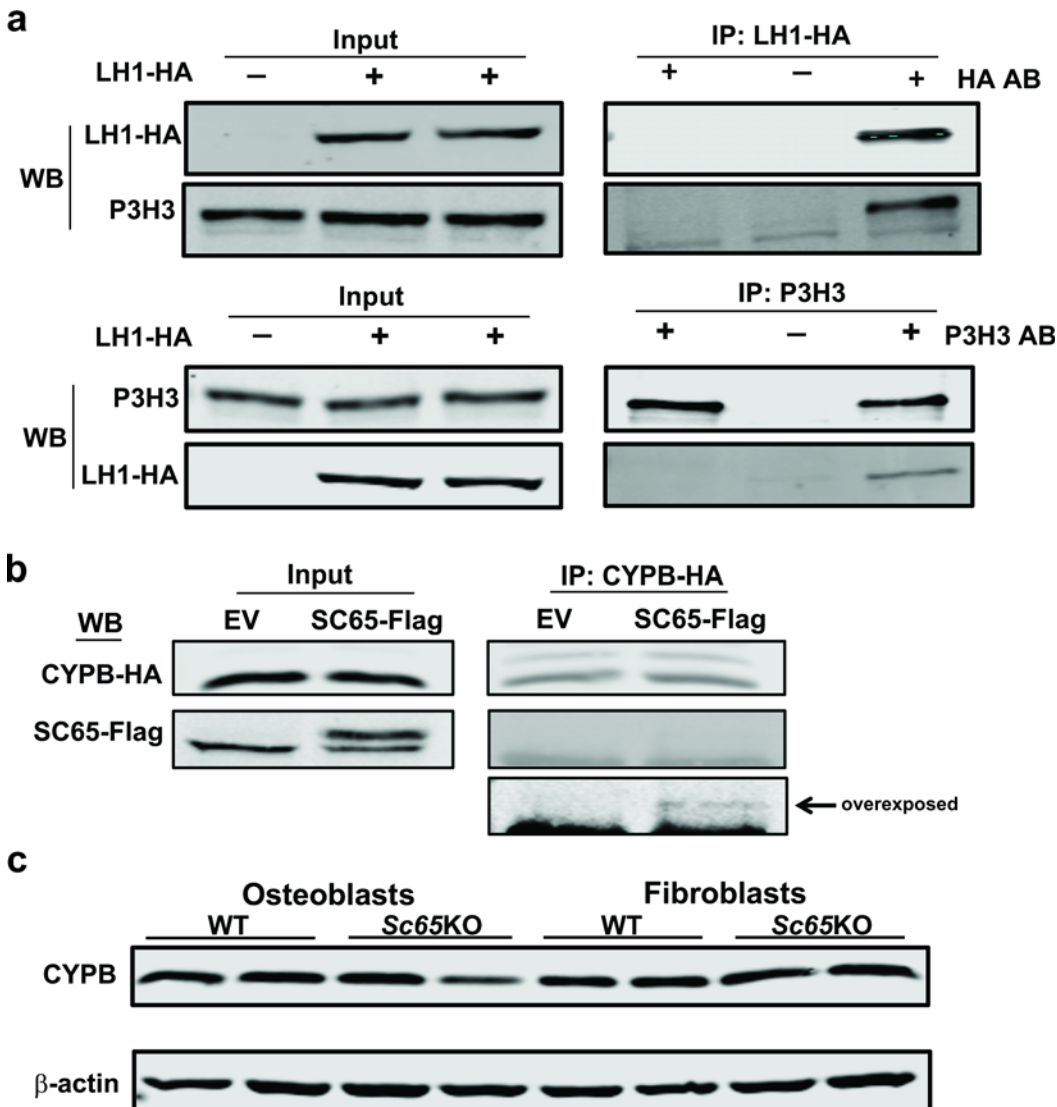 a
Input
IP: LH1-HA
LH1-HA – + + + – + HA AB
WB
LH1-HA
P3H3
Input
IP: P3H3
LH1-HA – + + + – + P3H3 AB
WB
P3H3
LH1-HA
b
Input
IP: CYPB-HA
WB EV SC65-Flag EV SC65-Flag
CYPB-HA
SC65-Flag
overexposed
c
Osteoblasts Fibroblasts
WT Sc65KO WT Sc65KO
CYPB
β-actin